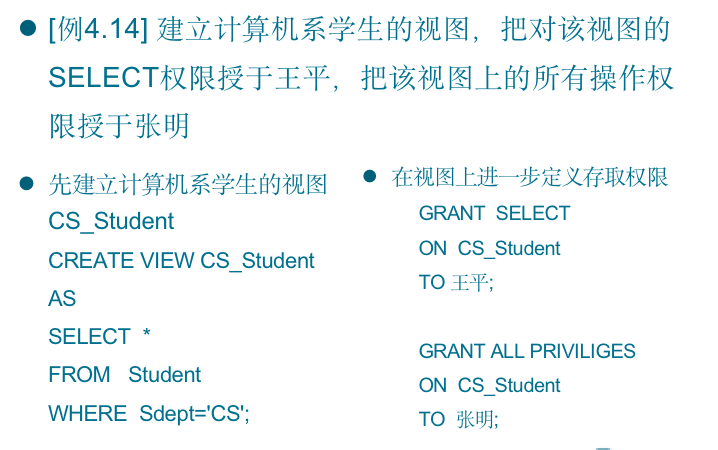 [例4.14] 建立计算机系学生的视图，把对该视图的
SELECT权限授于王平，把该视图上的所有操作权
限授于张明
先建立计算机系学生的视图
CS_Student
CREATE VIEW CS_Student
AS
SELECT *
FROM Student
WHERE Sdept='CS';
在视图上进一步定义存取权限
GRANT SELECT
ON CS_Student
TO 王平;
GRANT ALL PRIVILIGES
ON CS_Student
TO 张明;